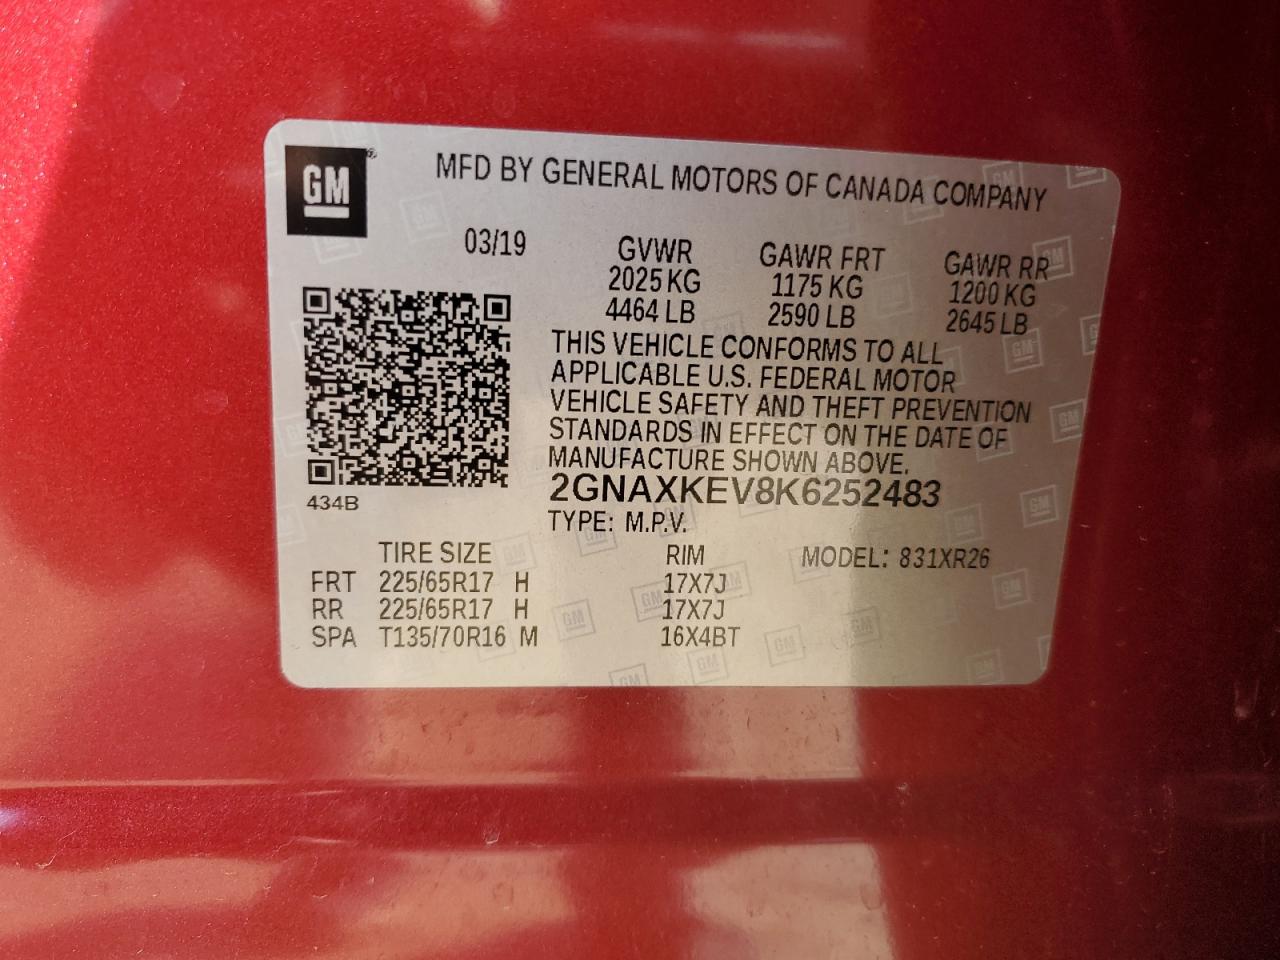 GM
MFD BY GENERAL MOTORS OF CANADA COMPANY
03/19 GVWR GAWR FRT GAWR RR
2025 KG 1175 KG 1200 KG
4464 LB 2590 LB 2645 LB
THIS VEHICLE CONFORMS TO ALL
APPLICABLE U.S. FEDERAL MOTOR
VEHICLE SAFETY AND THEFT PREVENTION
STANDARDS IN EFFECT ON THE DATE OF
MANUFACTURE SHOWN ABOVE.
434B
2GNAXKEV8K6252483
TYPE: M.P.V.
TIRE SIZE RIM MODEL: 831XR26
FRT 225/65R17 H 17X7J
RR 225/65R17 H 17X7J
SPA T135/70R16 M 16X4BT